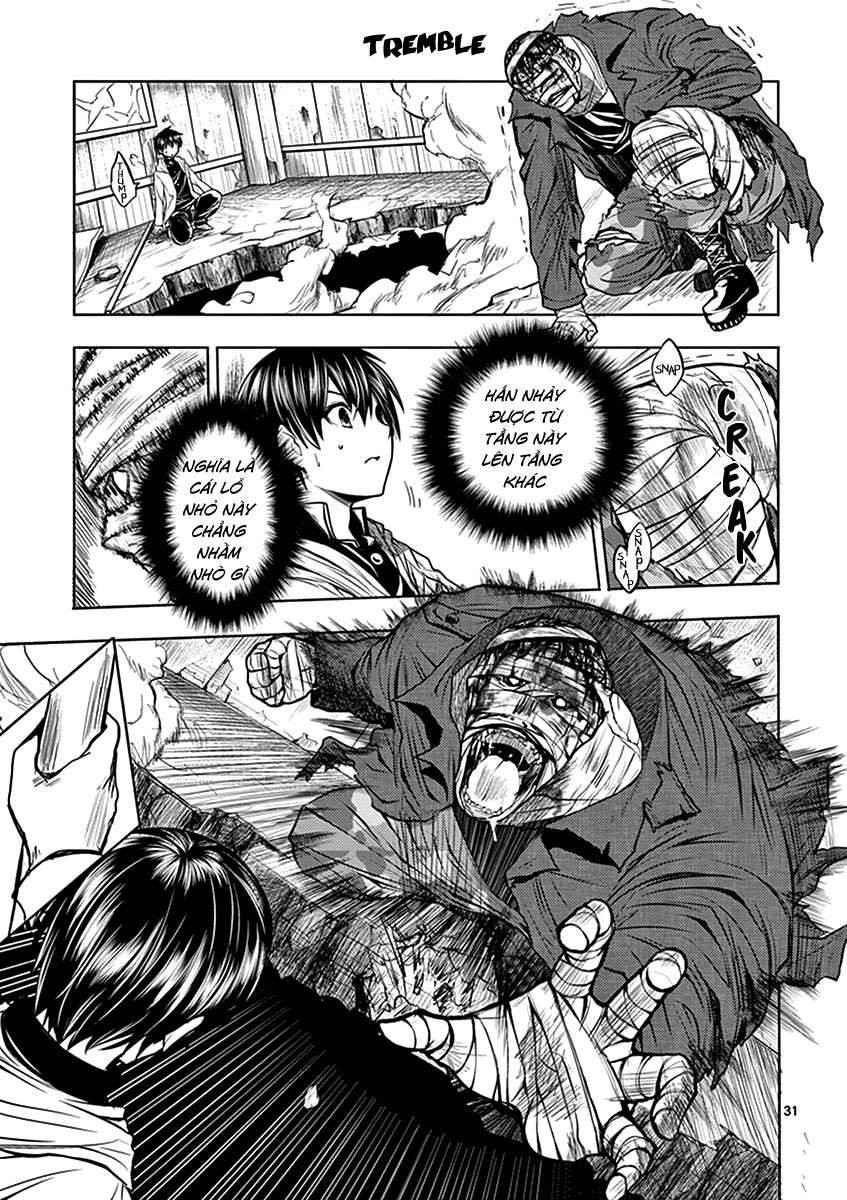 TREMBLE
THUMP
SNAP
CREAK
SNAP
SNAP
HẮN NHẢY
ĐƯỢC TỪ
TẦNG NÀY
LÊN TẦNG
KHÁC
NGHĨA LÀ
CÁI LỔ
NHỎ NÀY
CHẲNG
NHẰM
NHÒ GÌ
31